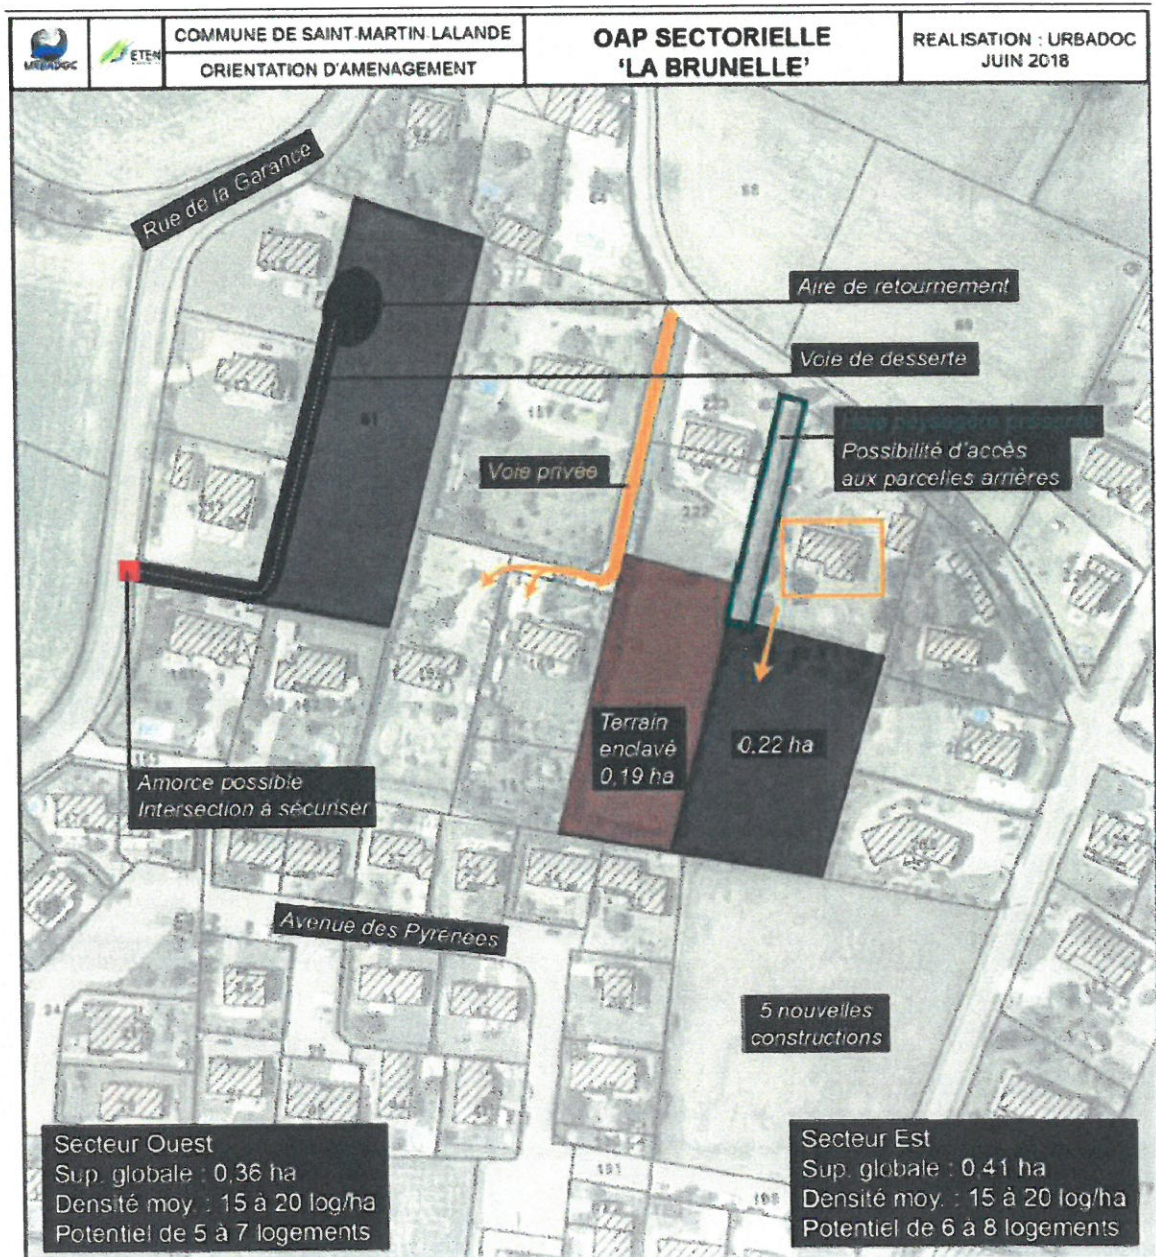 URBADOC
ETEN
COMMUNE DE SAINT-MARTIN-LALANDE
ORIENTATION D'AMENAGEMENT
OAP SECTORIELLE
'LA BRUNELLE'
REALISATION : URBADOC
JUIN 2018
Rue de la Garance
Aire de retournement
Voie de desserte
paysagère
Possibilité d'accès
aux parcelles arrières
Voie privée
Terrain
enclavé
0,19 ha
0,22 ha
Amorce possible
Intersection à sécuriser
Avenue des Pyrenees
5 nouvelles
constructions
Secteur Ouest
Sup. globale : 0,36 ha
Densité moy. : 15 à 20 log/ha
Potentiel de 5 à 7 logements
Secteur Est
Sup. globale : 0,41 ha
Densité moy. : 15 à 20 log/ha
Potentiel de 6 à 8 logements
191